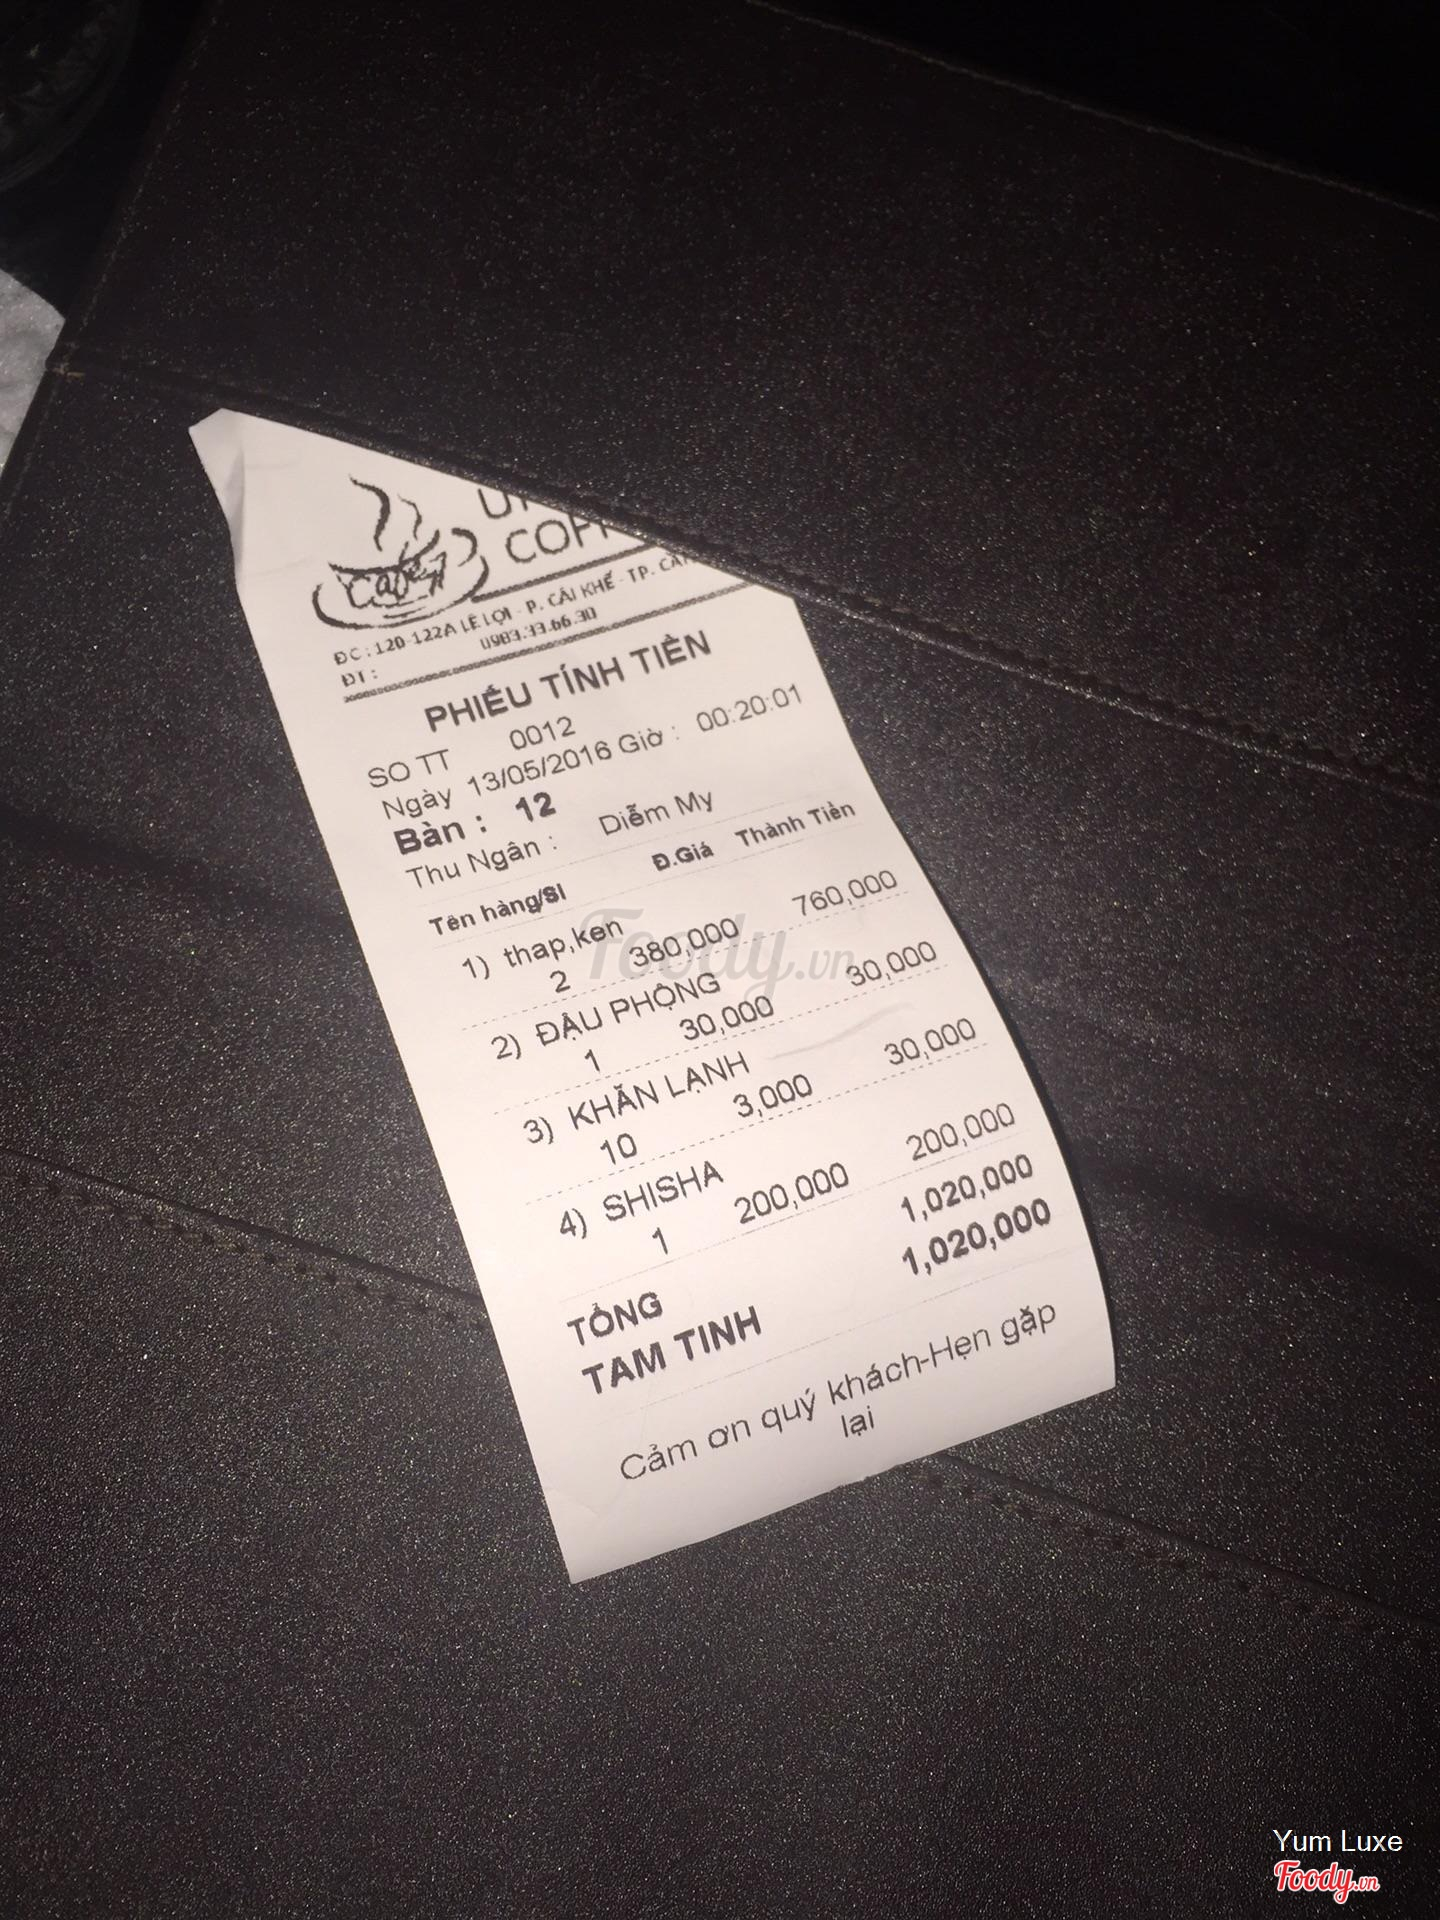 Cafe
COFF
ĐC : 120-122A LÊ LỢI - P. CÁI KHẾ - TP.
ĐT : 0983.33.66.30
PHIẾU TÍNH TIỀN
SO TT 0012
Ngày 13/05/2016 Giờ : 00:20:01
Bàn : 12
Thu Ngân : Diễm My
Tên hàng/Sl Đ.Giá Thành Tiền
1) thap,ken
2 380,000 760,000
2) ĐẬU PHỘNG
1 30,000 30,000
3) KHĂN LẠNH
10 3,000 30,000
4) SHISHA
1 200,000 200,000
TỔNG 1,020,000
TAM TINH 1,020,000
Cảm ơn quý khách-Hẹn gặp
lại
Foody.vn
Yum Luxe
Foody.vn